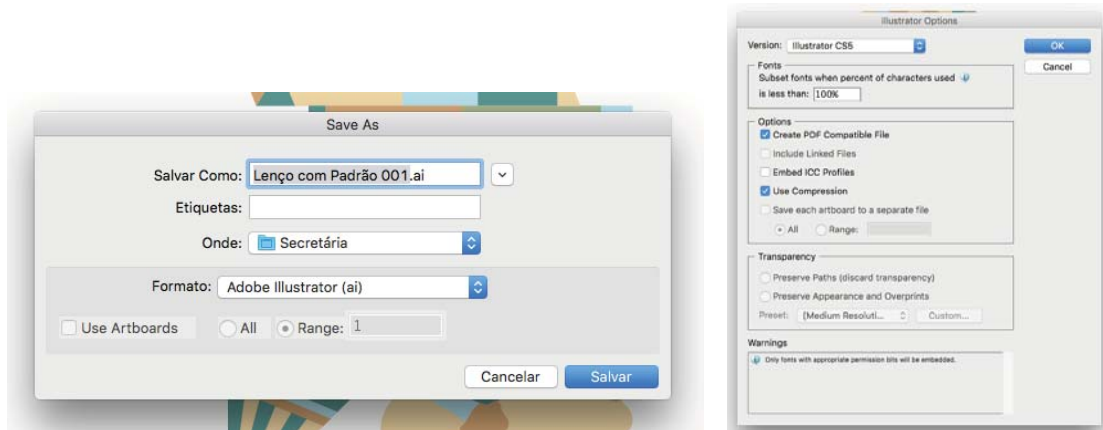 Save As
Salvar Como: Lenço com Padrão 001.ai
Etiquetas:
Onde: Secretária
Formato: Adobe Illustrator (ai)
Use Artboards All Range: 1
Cancelar Salvar
Illustrator Options
Version: Illustrator CS5
OK
Cancel
Fonts
Subset fonts when percent of characters used
is less than: 100%
Options
Create PDF Compatible File
Include Linked Files
Embed ICC Profiles
Use Compression
Save each artboard to a separate file
All Range:
Transparency
Preserve Paths (discard transparency)
Preserve Appearance and Overprints
Preset: [Medium Resoluti... Custom...
Warnings
Only fonts with appropriate permission bits will be embedded.